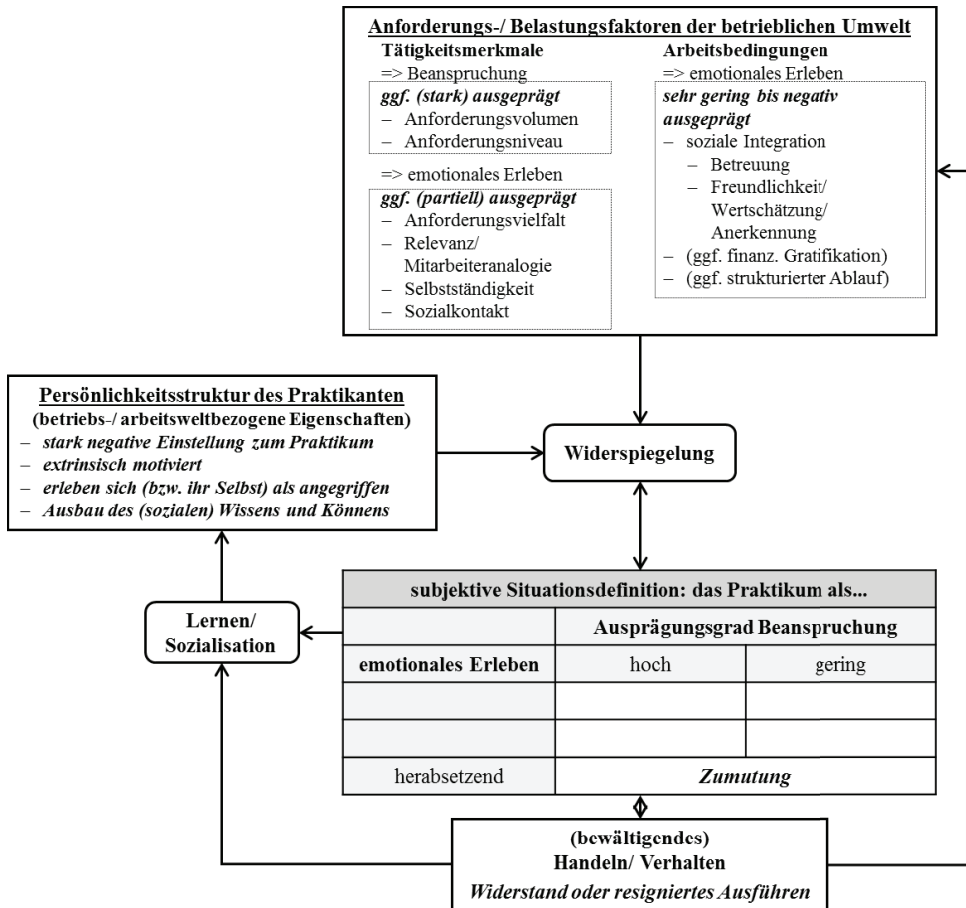 Anforderungs-/ Belastungsfaktoren der betrieblichen Umwelt
Tätigkeitsmerkmale
=> Beanspruchung
ggf. (stark) ausgeprägt
– Anforderungsvolumen
– Anforderungsniveau
=> emotionales Erleben
ggf. (partiell) ausgeprägt
– Anforderungsvielfalt
– Relevanz/
Mitarbeiteranalogie
– Selbstständigkeit
– Sozialkontakt
Arbeitsbedingungen
=> emotionales Erleben
sehr gering bis negativ
ausgeprägt
– soziale Integration
– Betreuung
– Freundlichkeit/
Wertschätzung/
Anerkennung
– (ggf. finanz. Gratifikation)
– (ggf. strukturierter Ablauf)
Persönlichkeitsstruktur des Praktikanten
(betriebs-/ arbeitsweltbezogene Eigenschaften)
– stark negative Einstellung zum Praktikum
– extrinsisch motiviert
– erleben sich (bzw. ihr Selbst) als angegriffen
– Ausbau des (sozialen) Wissens und Könnens
Widerspiegelung
Lernen/
Sozialisation
subjektive Situationsdefinition: das Praktikum als...
Ausprägungsgrad Beanspruchung
emotionales Erleben hoch gering
herabsetzend Zumutung
(bewältigendes)
Handeln/ Verhalten
Widerstand oder resigniertes Ausführen